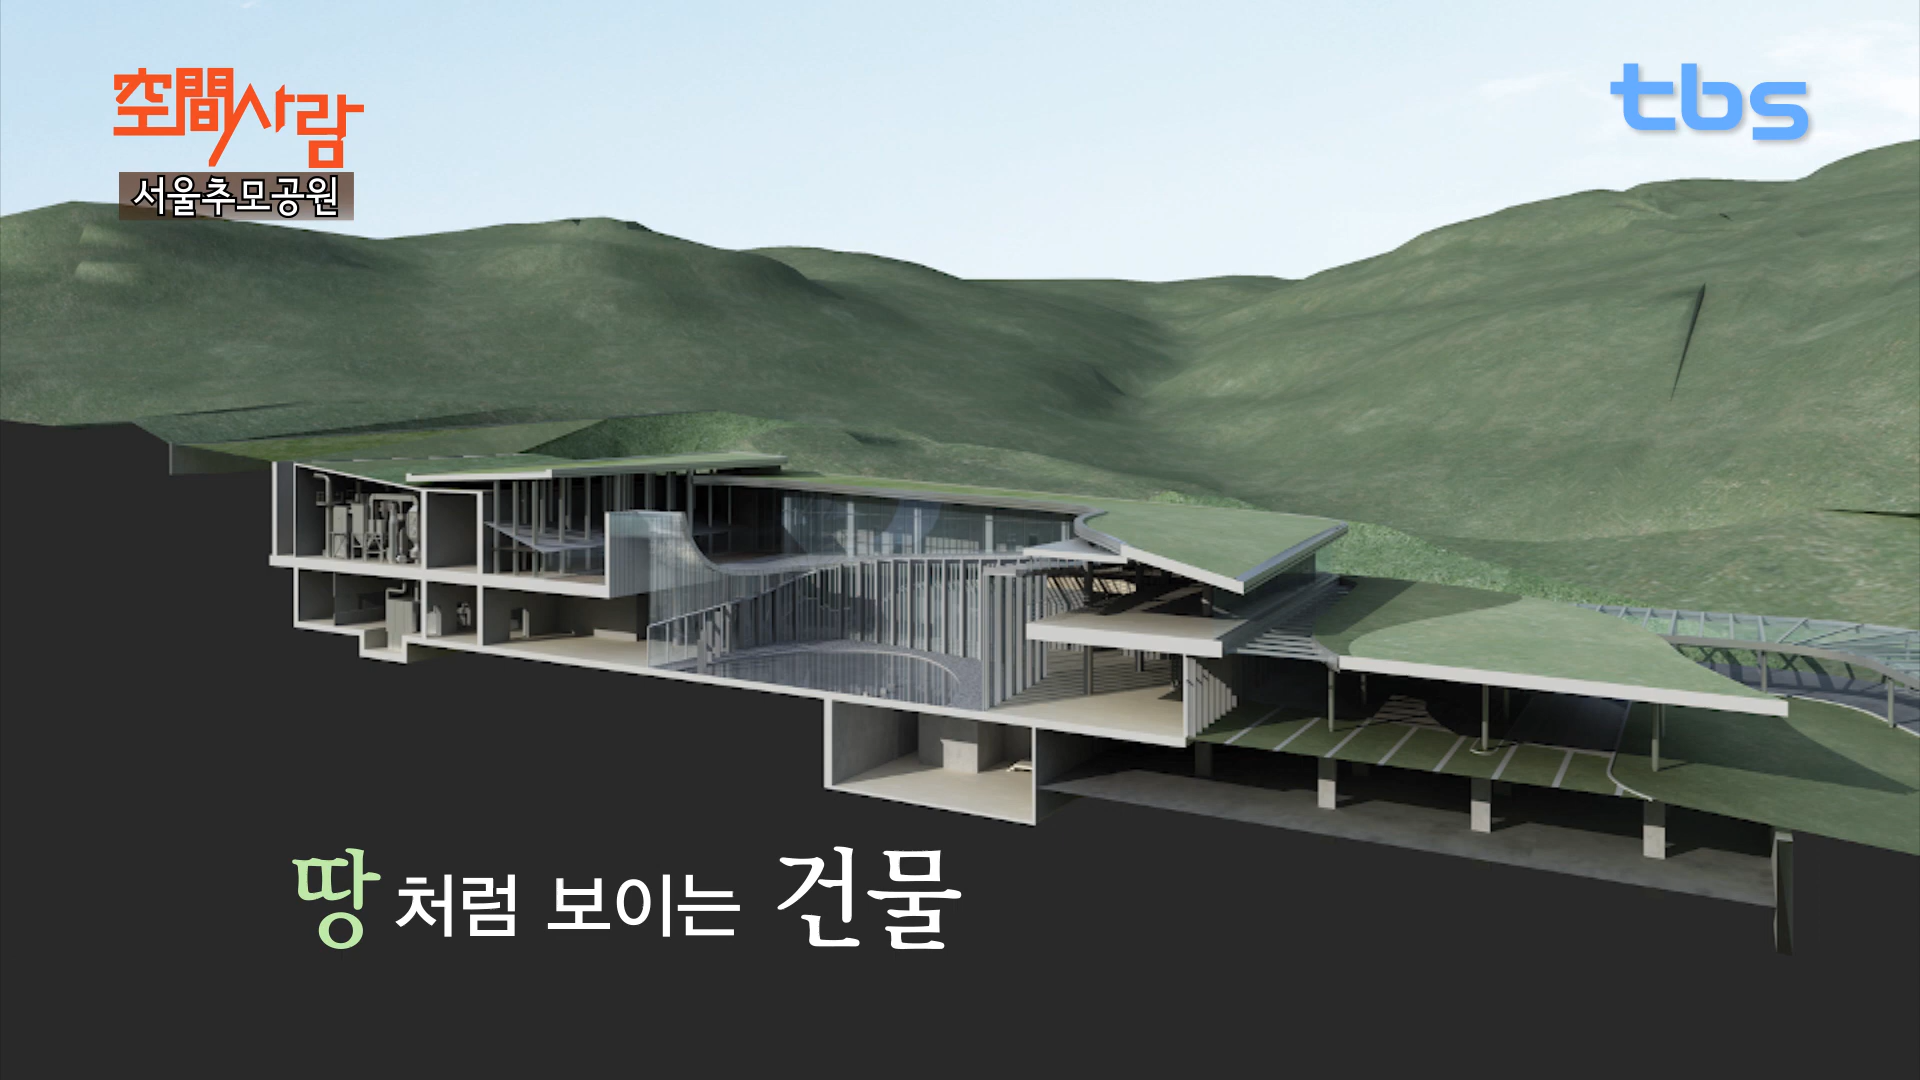 空間사람
서울추모공원
tbs
땅처럼 보이는 건물